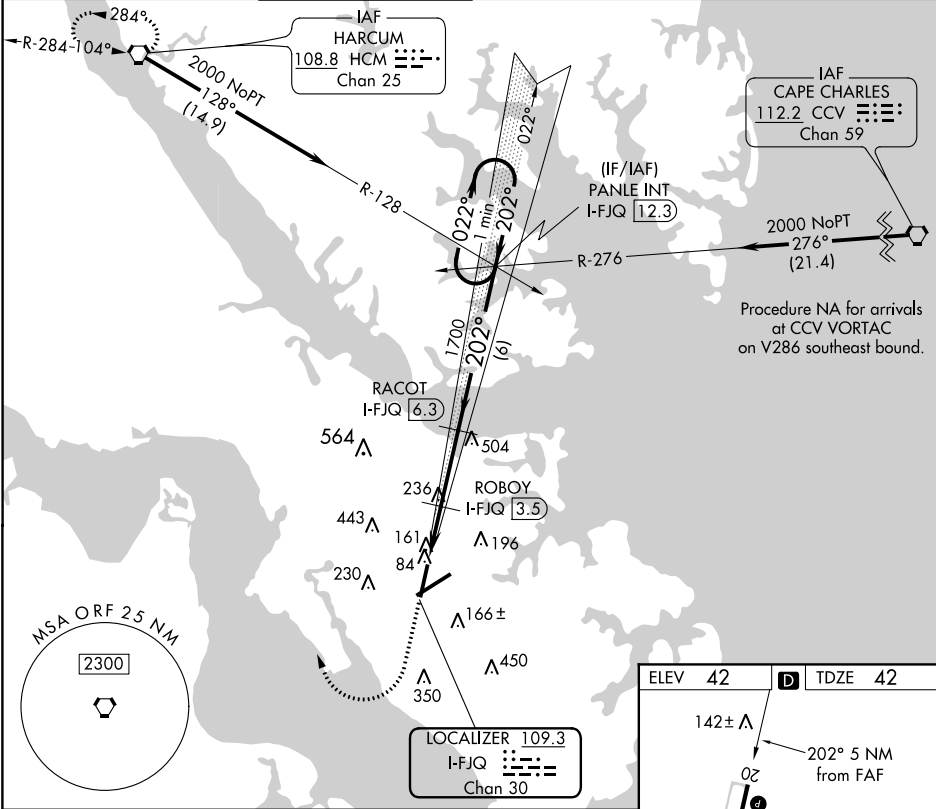 284°
R-284
104°
IAF
HARCUM
108.8 HCM
Chan 25
2000 NoPT
128°
(14.9)
R-128
022°
IAF
CAPE CHARLES
112.2 CCV
Chan 59
(IF/IAF)
PANLE INT
I-FJQ 12.3
022°
1 min
202°
2000 NoPT
276°
(21.4)
R-276
Procedure NA for arrivals
at CCV VORTAC
on V286 southeast bound.
1700
202°
(6)
RACOT
I-FJQ 6.3
564
504
236
ROBOY
I-FJQ 3.5
443
161
196
84
230
166±
450
350
MSA ORF 25 NM
2300
LOCALIZER 109.3
I-FJQ
Chan 30
ELEV 42 D TDZE 42
142±
202° 5 NM
from FAF
20
P